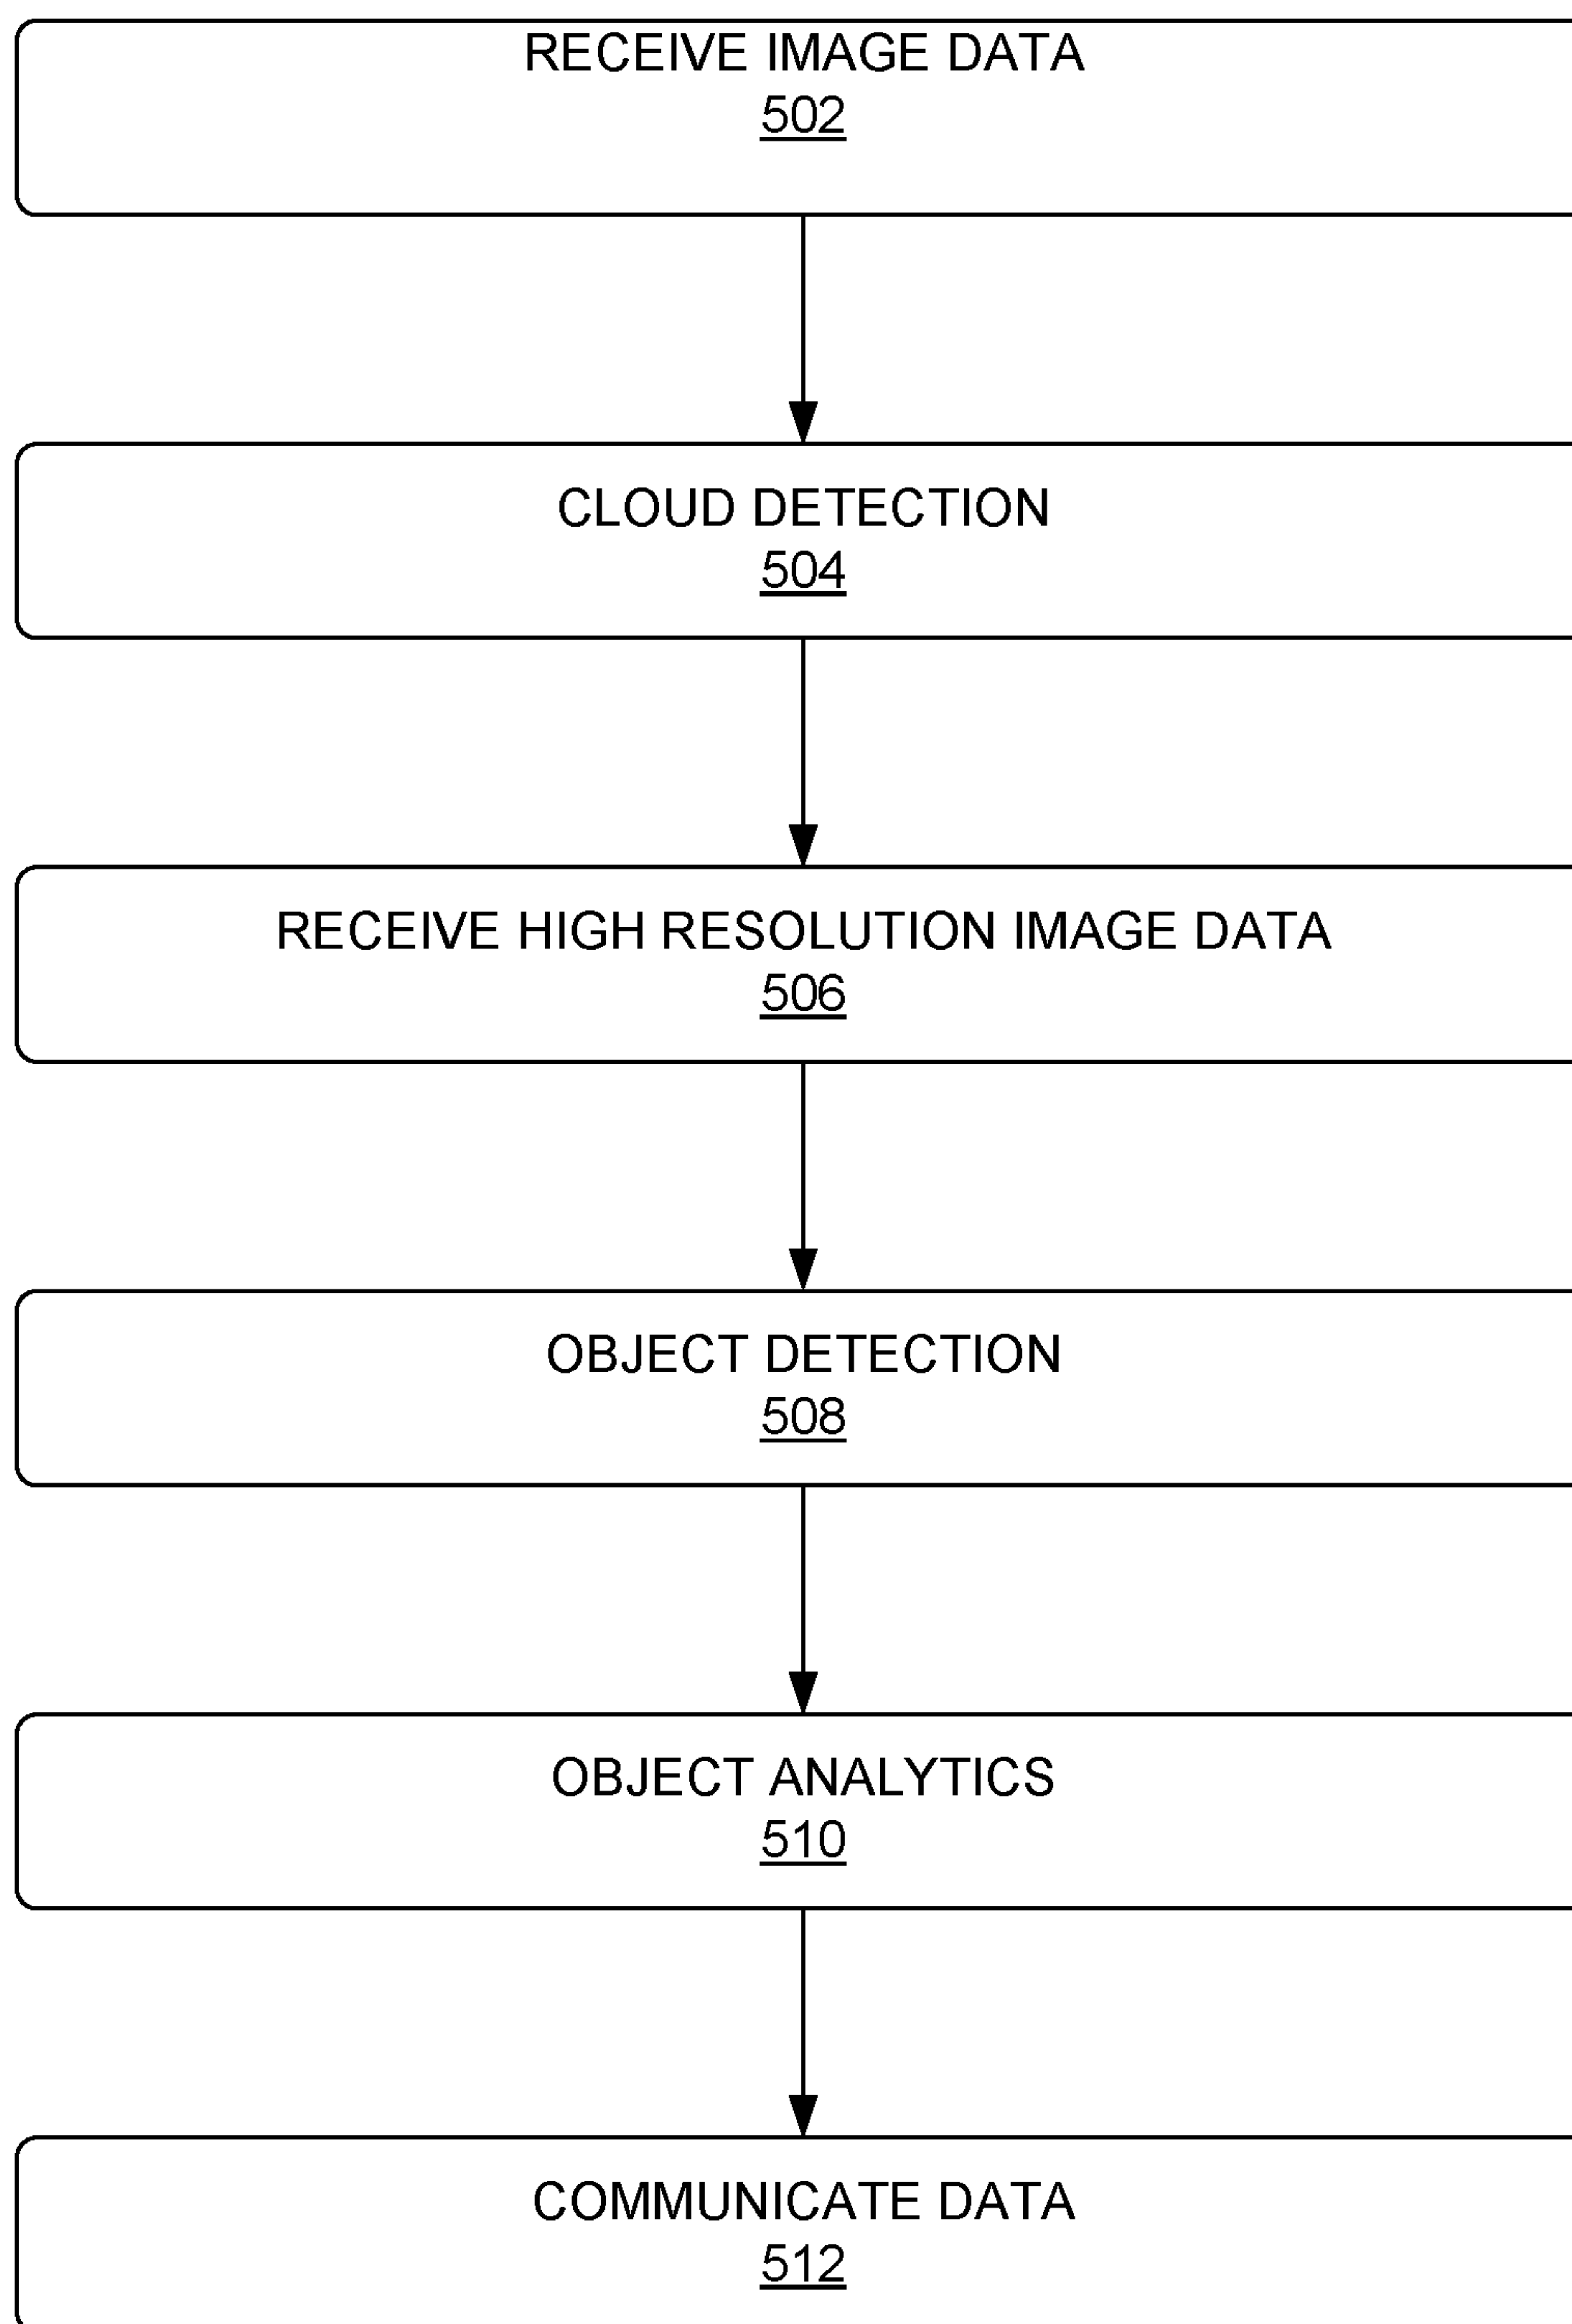 RECEIVE IMAGE DATA
502
CLOUD DETECTION
504
RECEIVE HIGH RESOLUTION IMAGE DATA
506
OBJECT DETECTION
508
OBJECT ANALYTICS
510
COMMUNICATE DATA
512